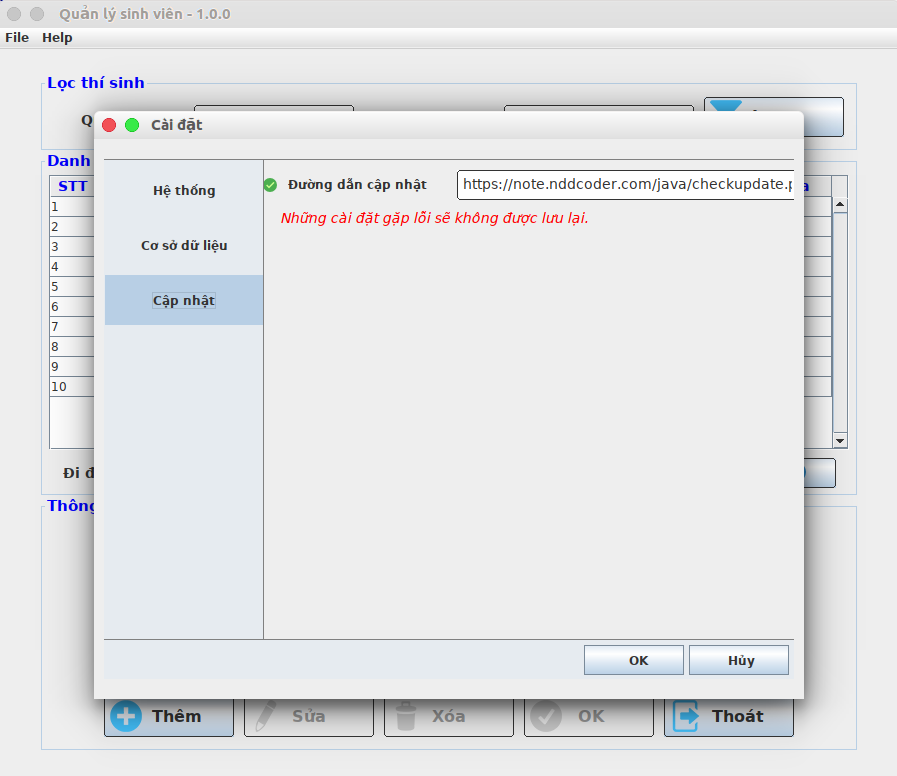 Quản lý sinh viên - 1.0.0
File Help
Lọc thí sinh
Q
Cài đặt
Danh
STT
1
2
3
4
5
6
7
8
9
10
Hệ thống
Cơ sở dữ liệu
Cập nhật
Đường dẫn cập nhật https://note.nddcoder.com/java/checkupdate.p
Những cài đặt gặp lỗi sẽ không được lưu lại.
Đi đ
Thông
OK Hủy
Thêm Sửa Xóa OK Thoát